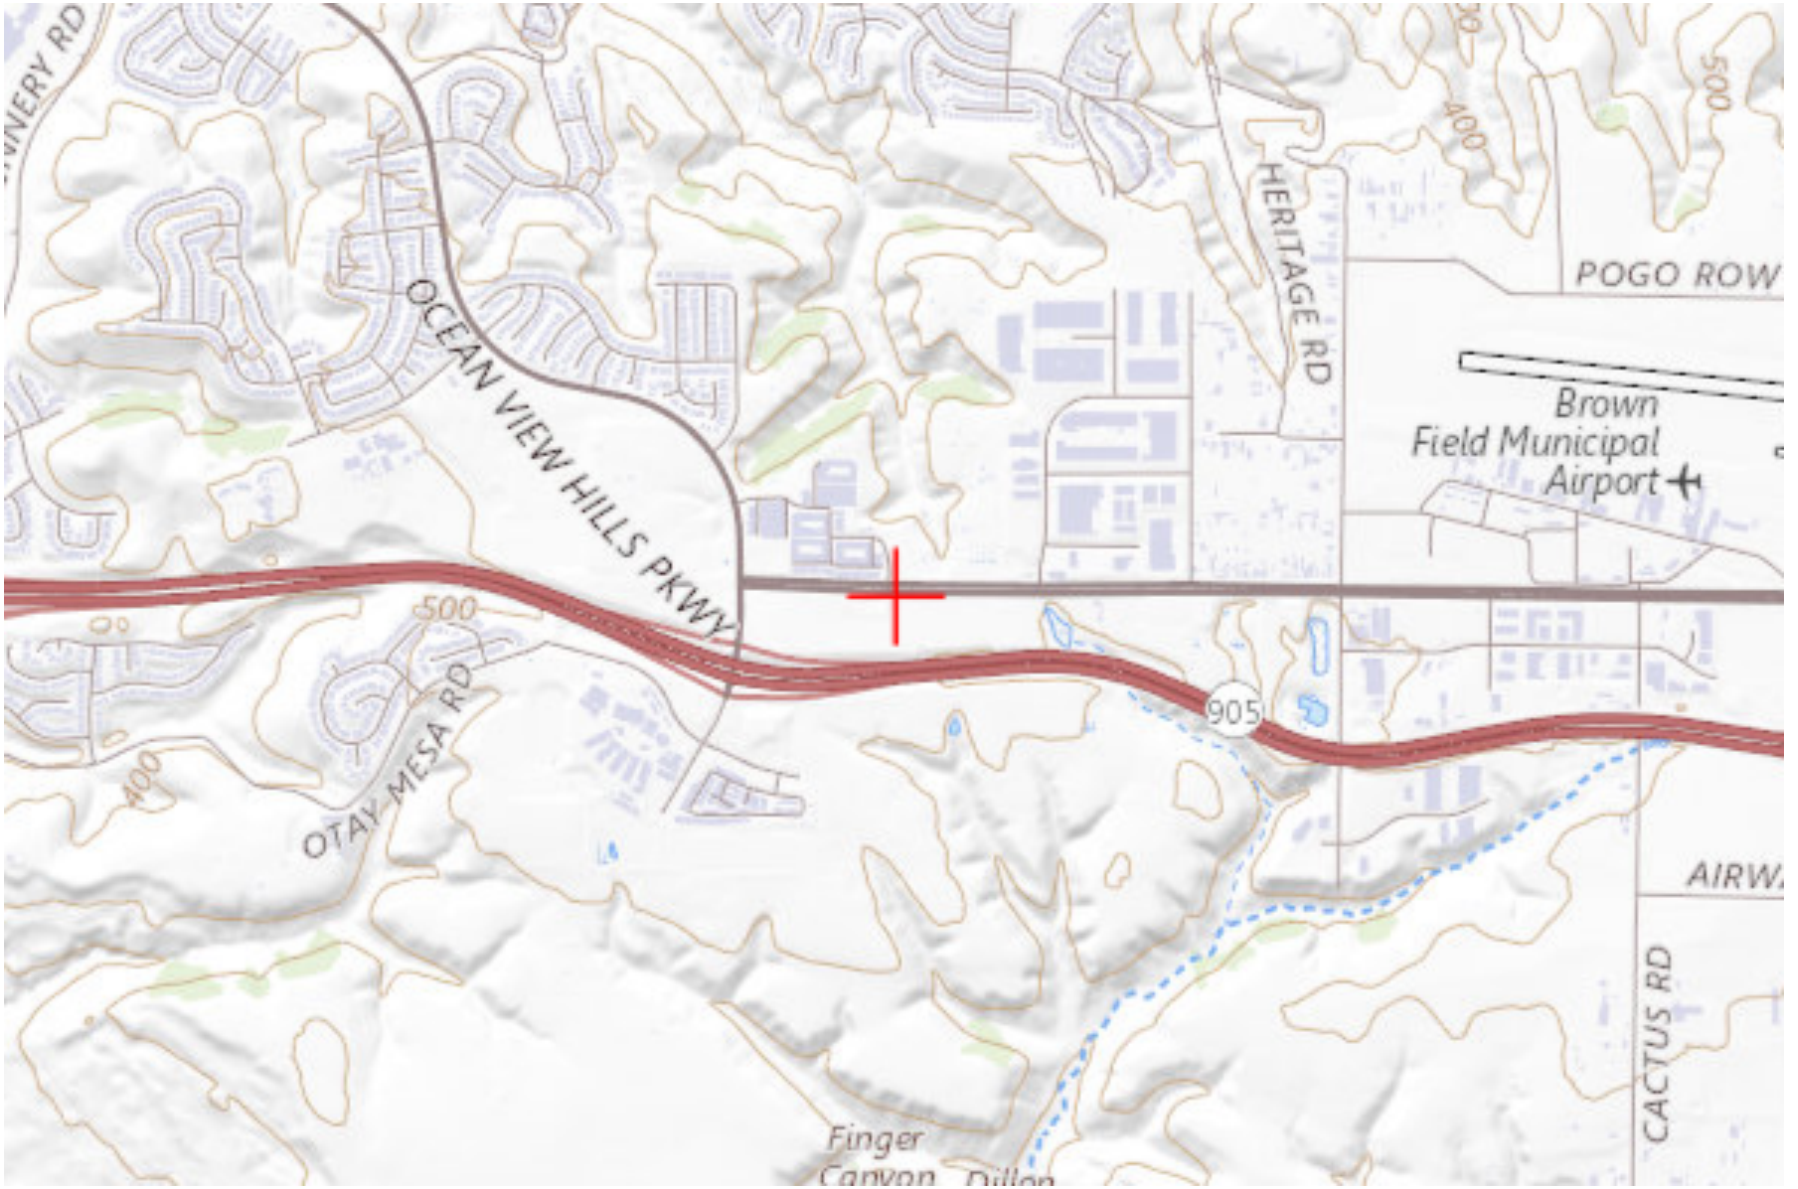 NNERY RD
500
400
500
HERITAGE RD
POGO ROW
OCEAN VIEW HILLS PKWY
Brown
Field Municipal
Airport
500
905
OTAY MESA RD
400
AIRWA
CACTUS RD
Finger
Canyon
Dillon